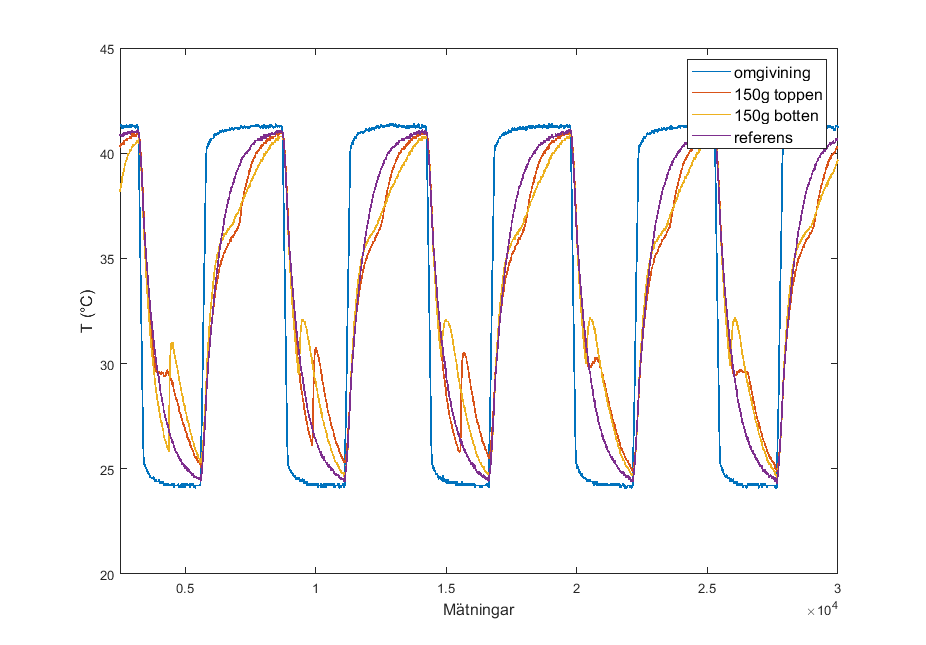 45
40
35
30
25
20
T (°C)
omgivining
150g toppen
150g botten
referens
0.5
1
1.5
2
2.5
3
Mätningar
×10^4